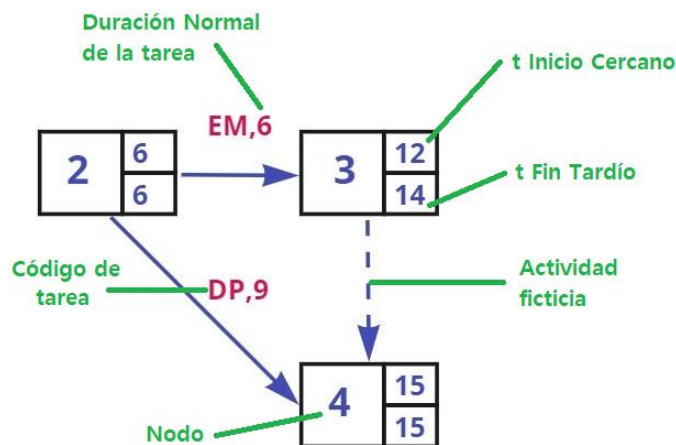 Duración Normal
de la tarea
t Inicio Cercano
EM,6
2
6
6
3
12
14
t Fin Tardío
Código de
tarea
DP,9
Actividad
ficticia
4
15
15
Nodo